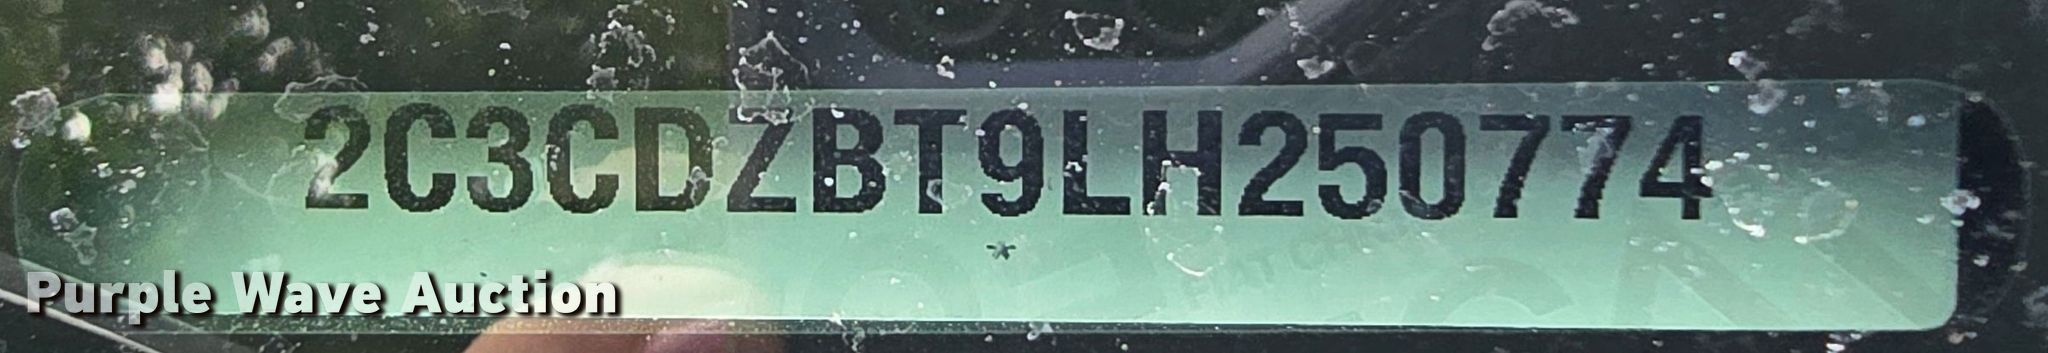 2C3CDZBT9LH250774
*
Purple Wave Auction